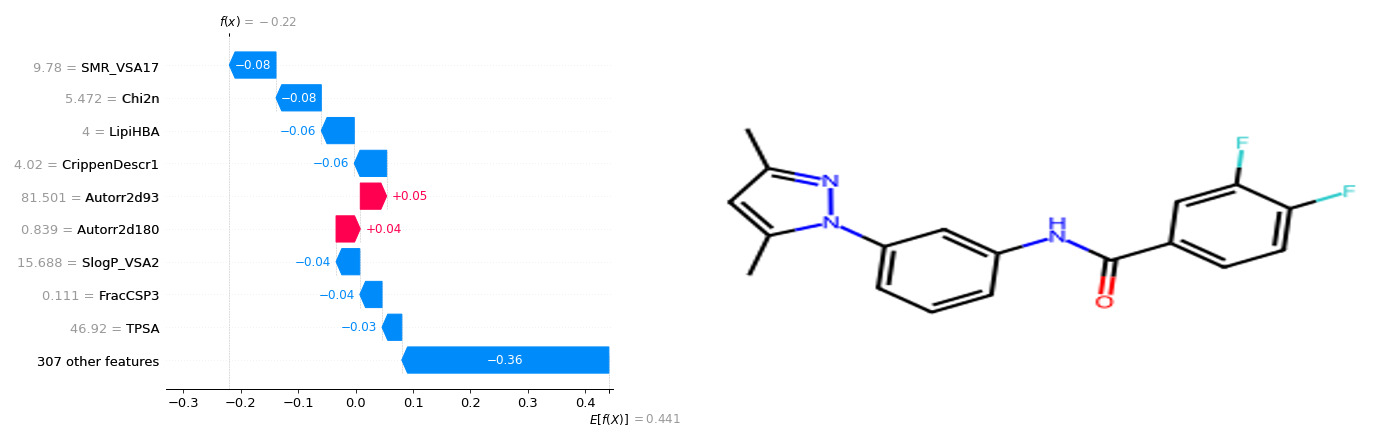 f(x) = −0.22
9.78 = SMR_VSA17
−0.08
5.472 = Chi2n
−0.08
4 = LipiHBA
−0.06
4.02 = CrippenDescr1
−0.06
81.501 = Autorr2d93
+0.05
0.839 = Autorr2d180
+0.04
15.688 = SlogP_VSA2
−0.04
0.111 = FracCSP3
−0.04
46.92 = TPSA
−0.03
307 other features
−0.36
−0.3 −0.2 −0.1 0.0 0.1 0.2 0.3 0.4
E[f(X)] = 0.441
F
F
N
N
H
N
O